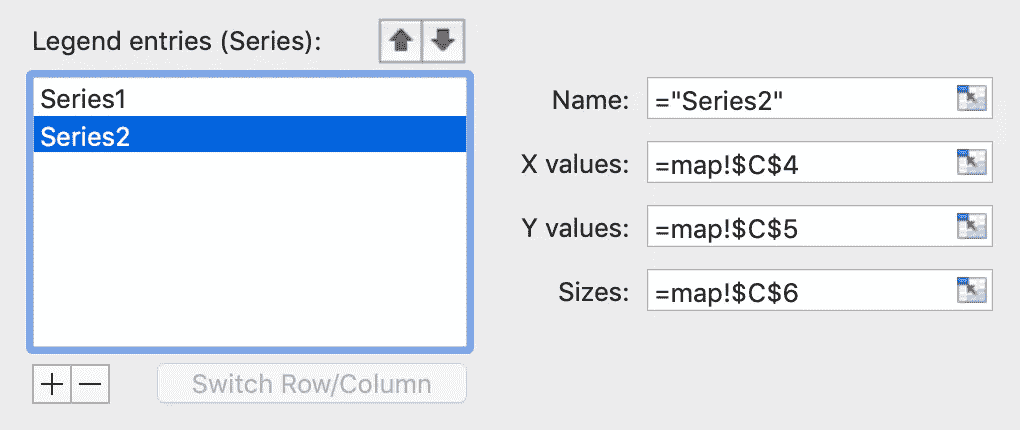 Legend entries (Series):
Series1
Series2
Switch Row/Column
Name: ="Series2"
X values: =map!$C$4
Y values: =map!$C$5
Sizes: =map!$C$6